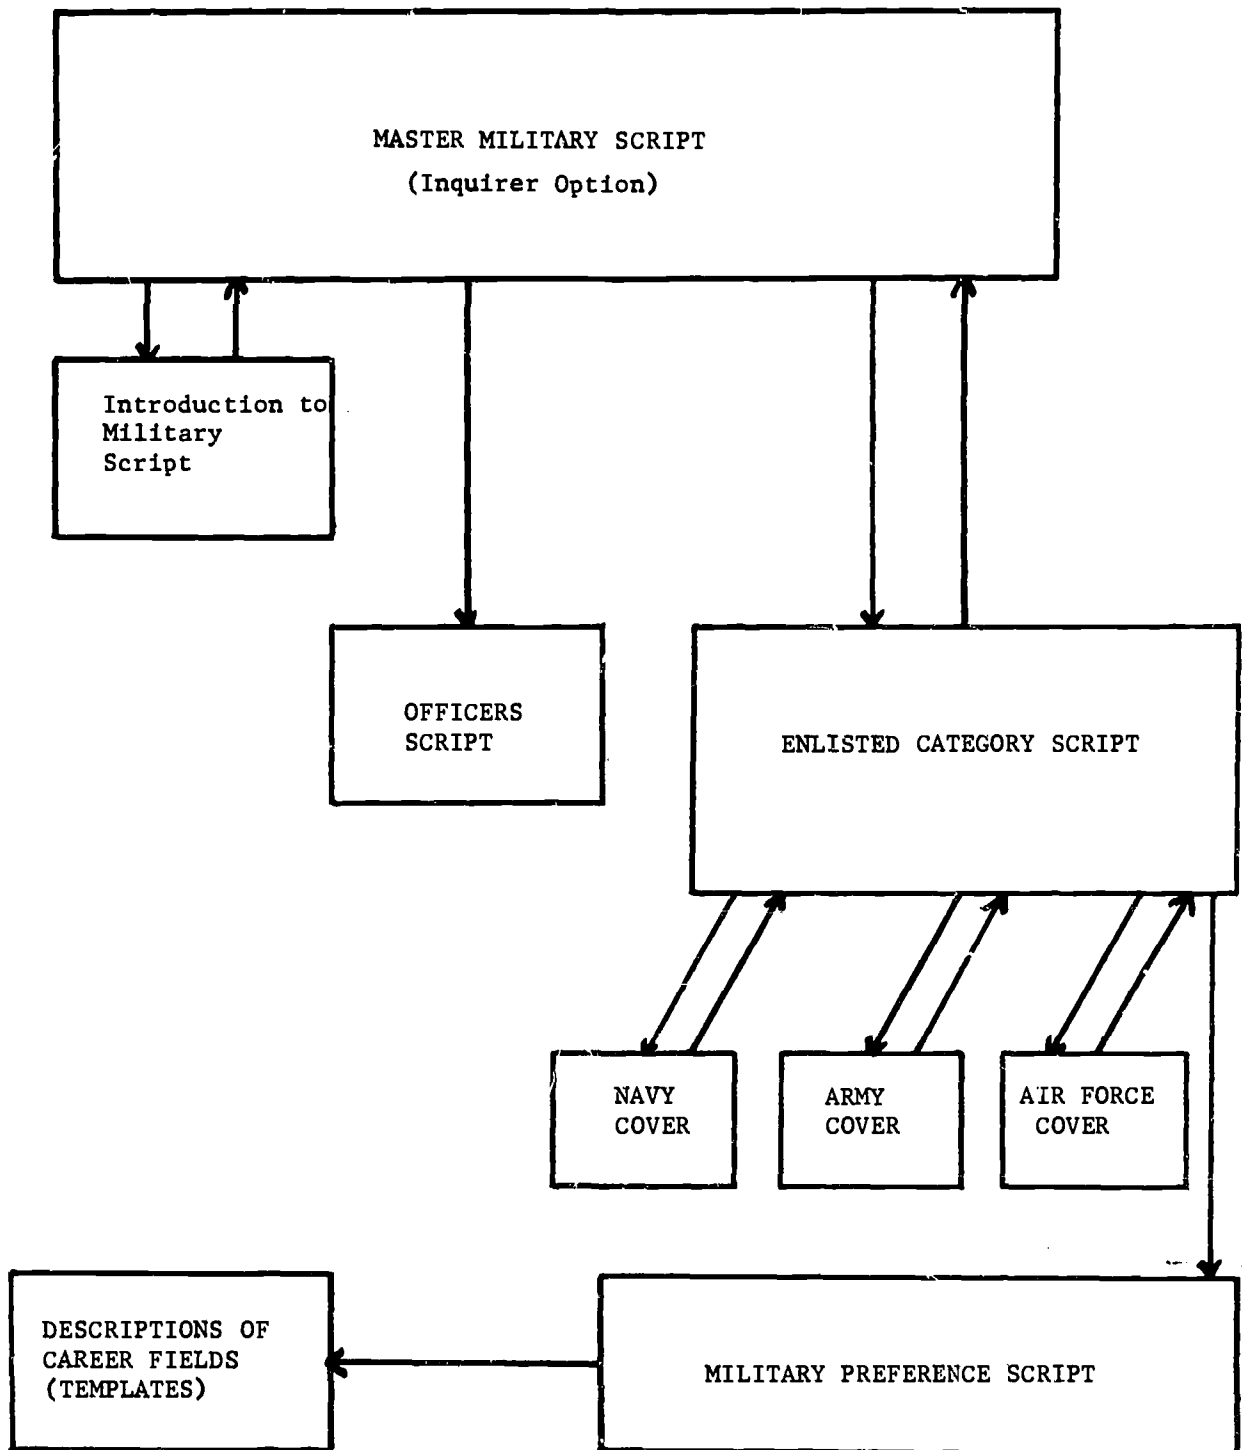 MASTER MILITARY SCRIPT
(Inquirer Option)
Introduction to
Military
Script
OFFICERS
SCRIPT
ENLISTED CATEGORY SCRIPT
NAVY
COVER
ARMY
COVER
AIR FORCE
COVER
DESCRIPTIONS OF
CAREER FIELDS
(TEMPLATES)
MILITARY PREFERENCE SCRIPT